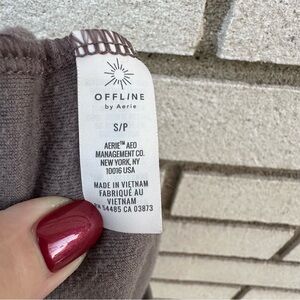 OFFLINE
by Aerie
S/P
AERIE™ AEO
MANAGEMENT CO.
NEW YORK, NY
10016 USA
MADE IN VIETNAM
FABRIQUÉ AU
VIETNAM
RN 54485 CA 03873